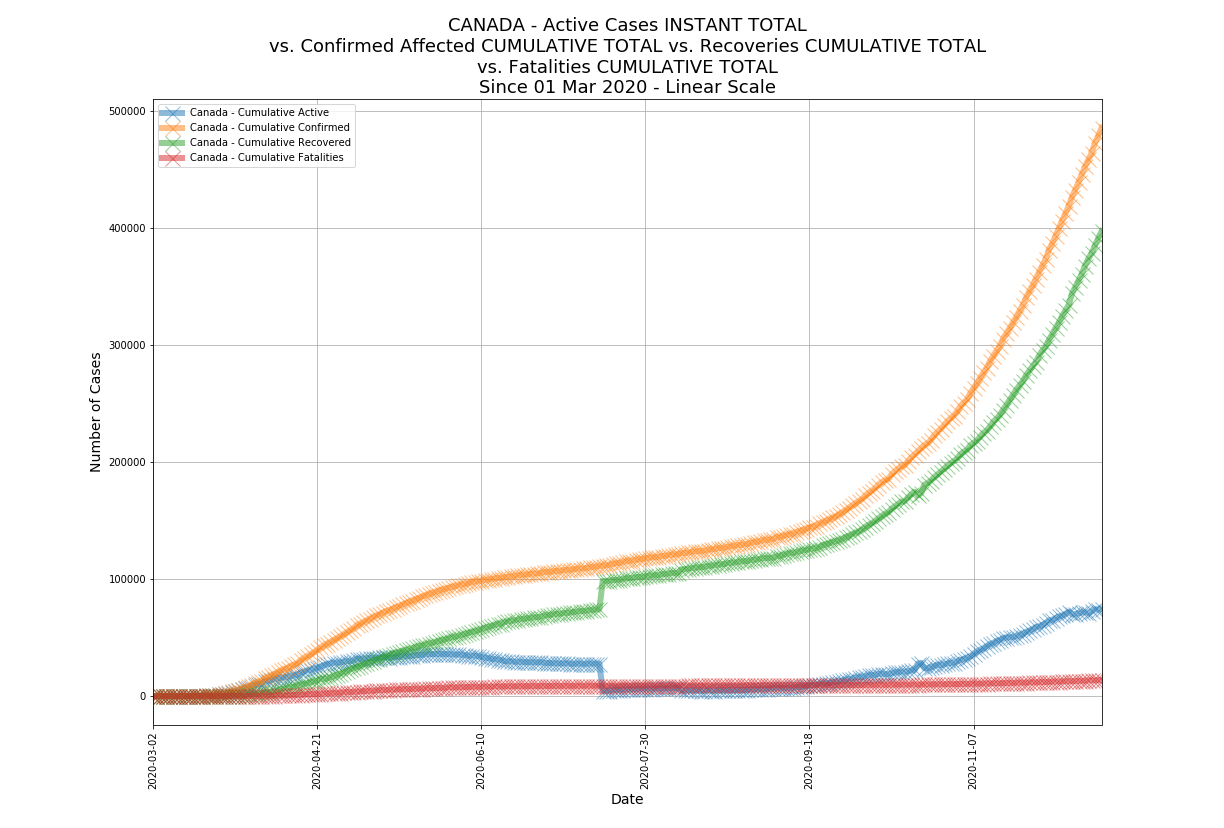 CANADA - Active Cases INSTANT TOTAL
vs. Confirmed Affected CUMULATIVE TOTAL vs. Recoveries CUMULATIVE TOTAL
vs. Fatalities CUMULATIVE TOTAL
Since 01 Mar 2020 - Linear Scale
Canada - Cumulative Active
Canada - Cumulative Confirmed
Canada - Cumulative Recovered
Canada - Cumulative Fatalities
500000
400000
300000
200000
100000
0
Number of Cases
2020-03-02
2020-04-21
2020-06-10
2020-07-30
2020-09-18
2020-11-07
Date